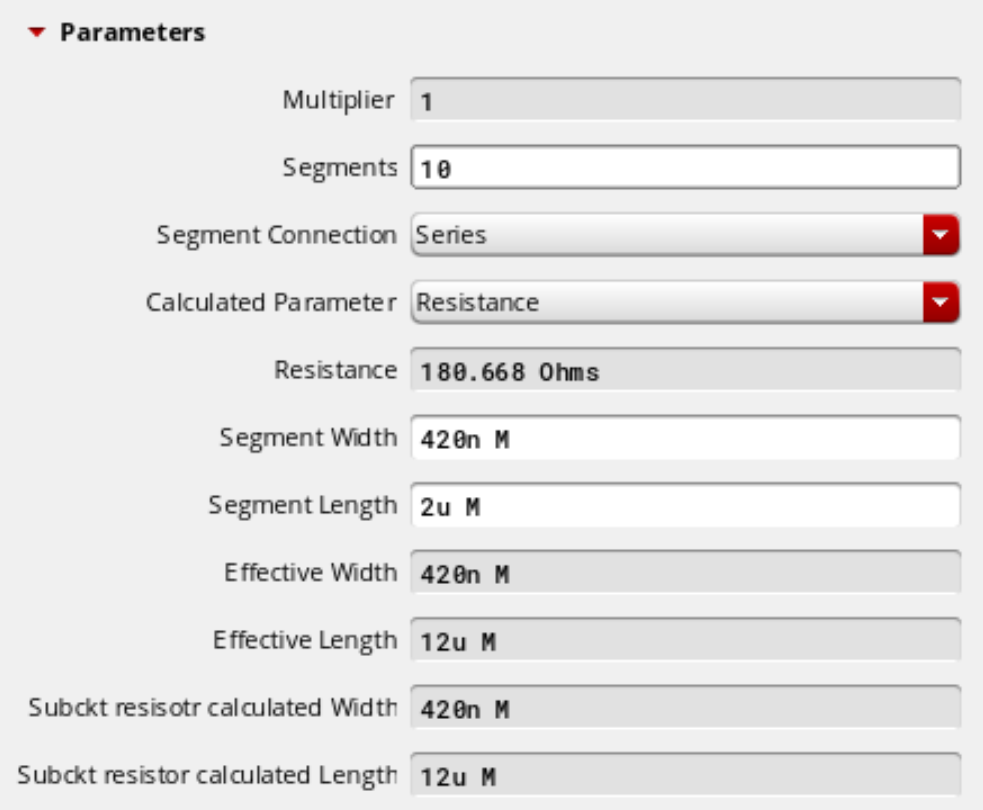 Parameters
Multiplier 1
Segments 10
Segment Connection Series
Calculated Parameter Resistance
Resistance 180.668 Ohms
Segment Width 420n M
Segment Length 2u M
Effective Width 420n M
Effective Length 12u M
Subckt resisotr calculated Width 420n M
Subckt resistor calculated Length 12u M